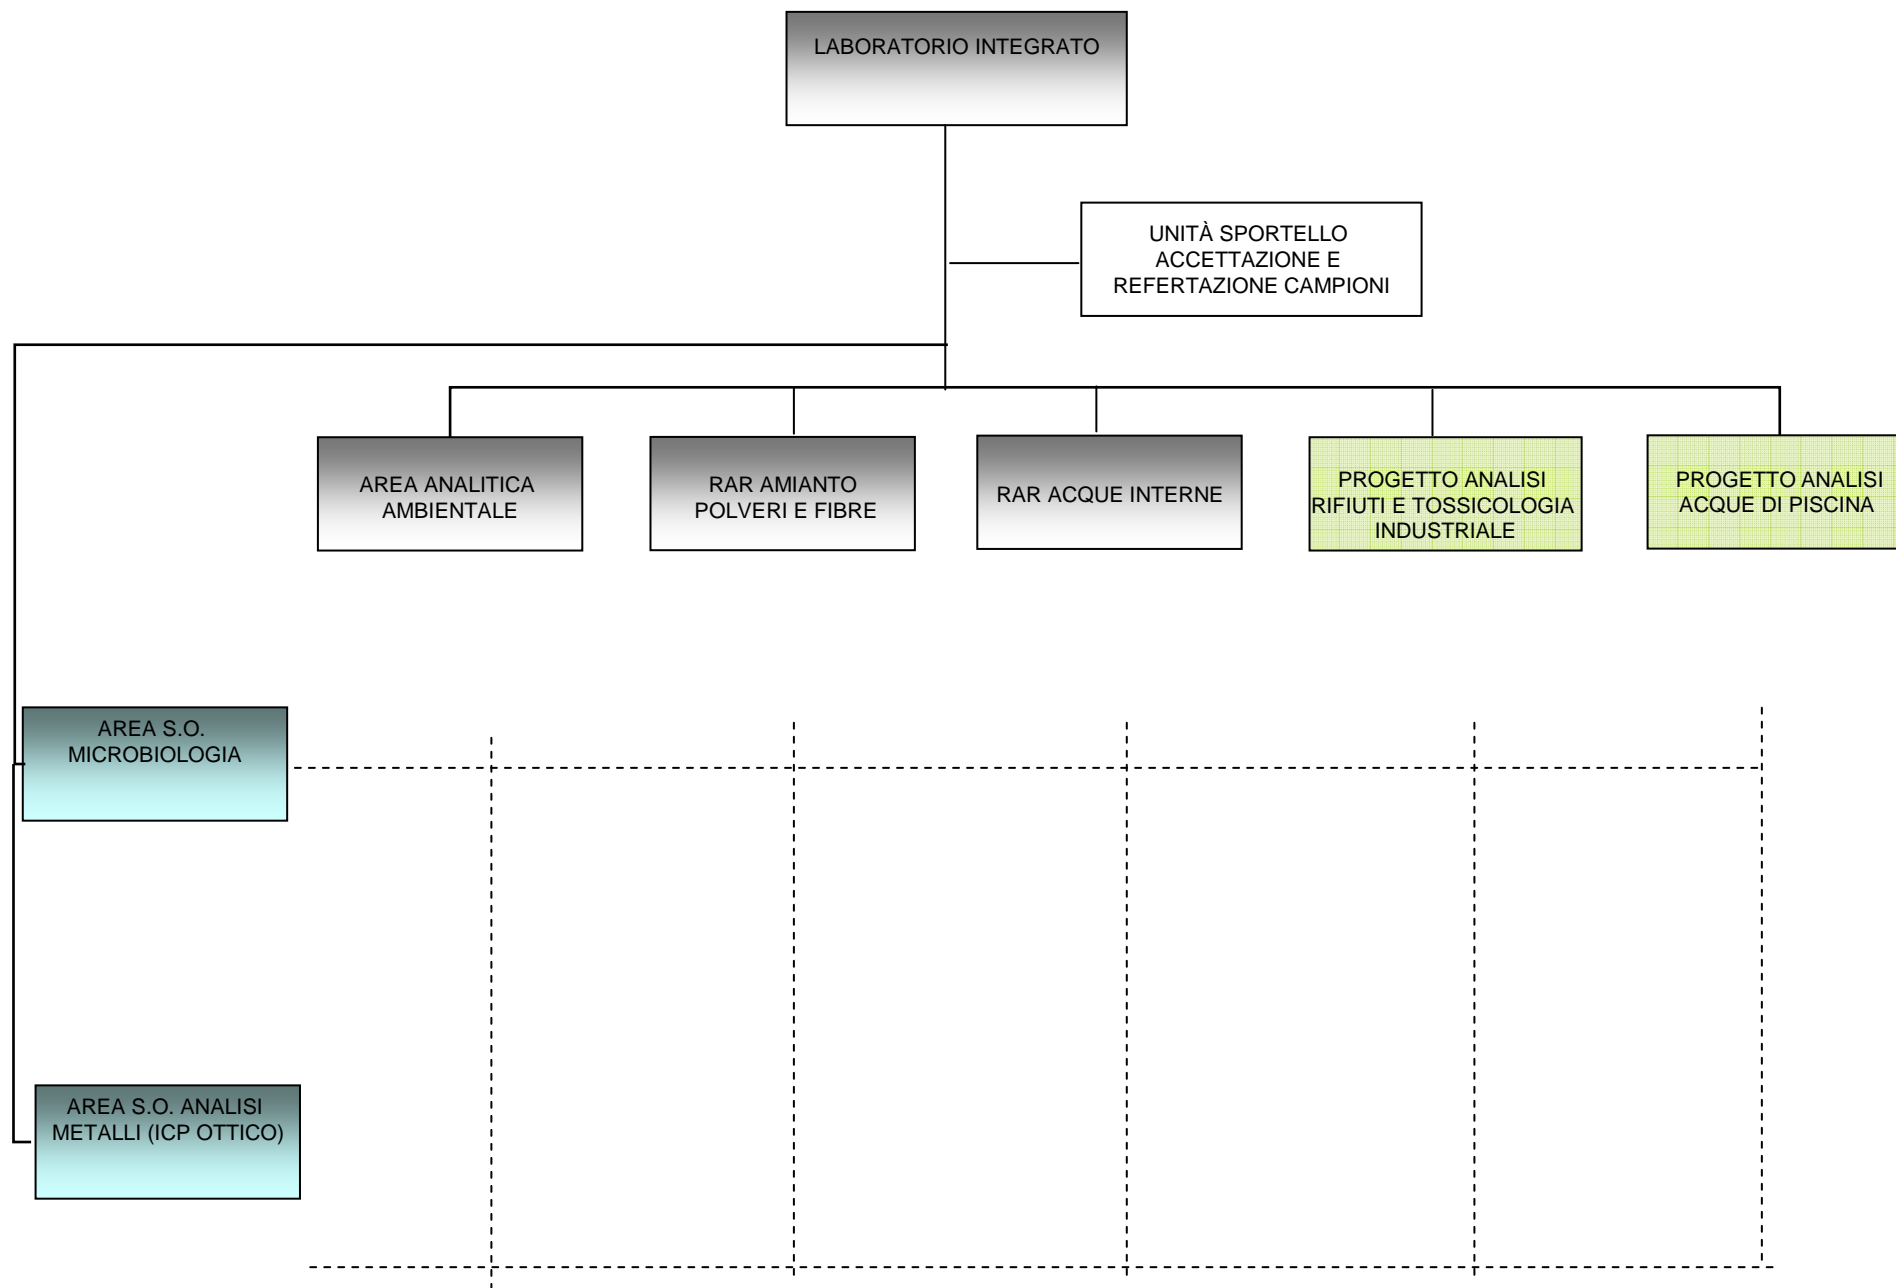 LABORATORIO INTEGRATO
UNITÀ SPORTELLO
ACCETTAZIONE E
REFERTAZIONE CAMPIONI
AREA ANALITICA
AMBIENTALE
RAR AMIANTO
POLVERI E FIBRE
RAR ACQUE INTERNE
PROGETTO ANALISI
RIFIUTI E TOSSICOLOGIA
INDUSTRIALE
PROGETTO ANALISI
ACQUE DI PISCINA
AREA S.O.
MICROBIOLOGIA
AREA S.O. ANALISI
METALLI (ICP OTTICO)